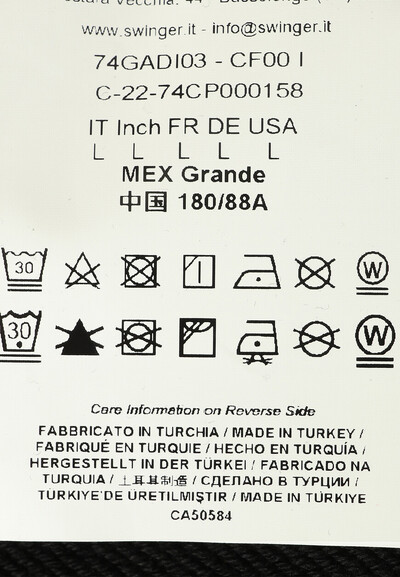 www.swinger.it - info@swinger.it
74GADI03 - CF00 I
C-22-74CP000158
IT Inch FR DE USA
L L L L L
MEX Grande
中国 180/88A
30 W
30 W
Care Information on Reverse Side
FABBRICATO IN TURCHIA / MADE IN TURKEY /
FABRIQUÉ EN TURQUIE / HECHO EN TURQUÍA /
HERGESTELLT IN DER TÜRKEI / FABRICADO NA
TURQUIA / 土耳其制造 / СДЕЛАНО В ТУРЦИИ /
TÜRKIYE'DE ÜRETİLMİŞTIR / MADE IN TÜRKIYE
CA50584